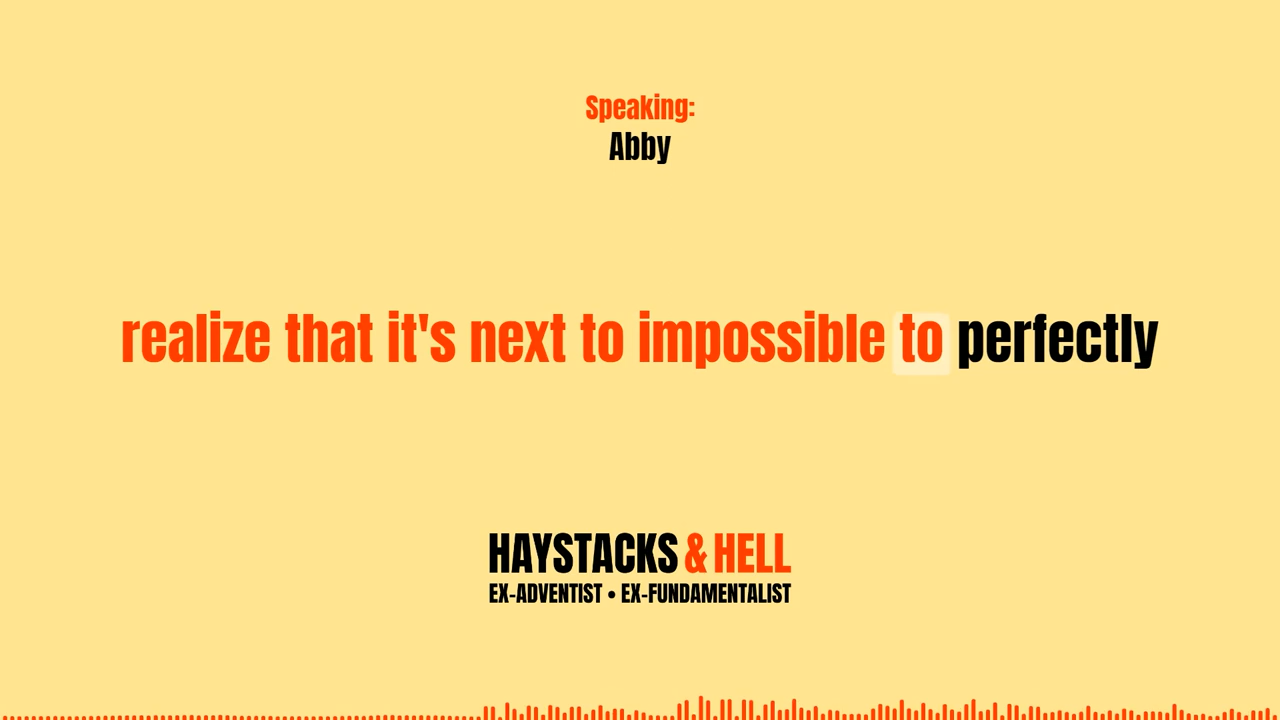 Speaking:
Abby
realize that it's next to impossible to perfectly
HAYSTACKS & HELL
EX-ADVENTIST • EX-FUNDAMENTALIST